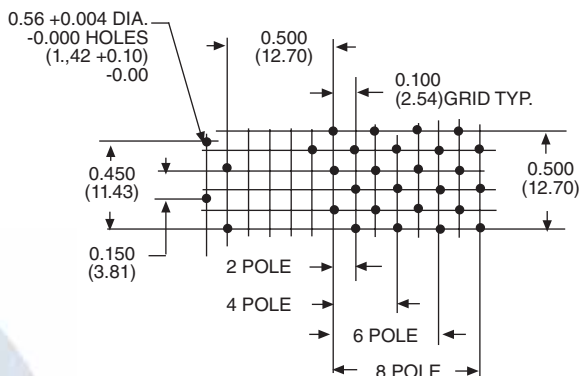 0.56 +0.004 DIA.
-0.000 HOLES
(1.,42 +0.10)
-0.00
0.500
(12.70)
0.100
(2.54)GRID TYP.
0.450
(11.43)
0.500
(12.70)
0.150
(3.81)
2 POLE
4 POLE
6 POLE
8 POLE